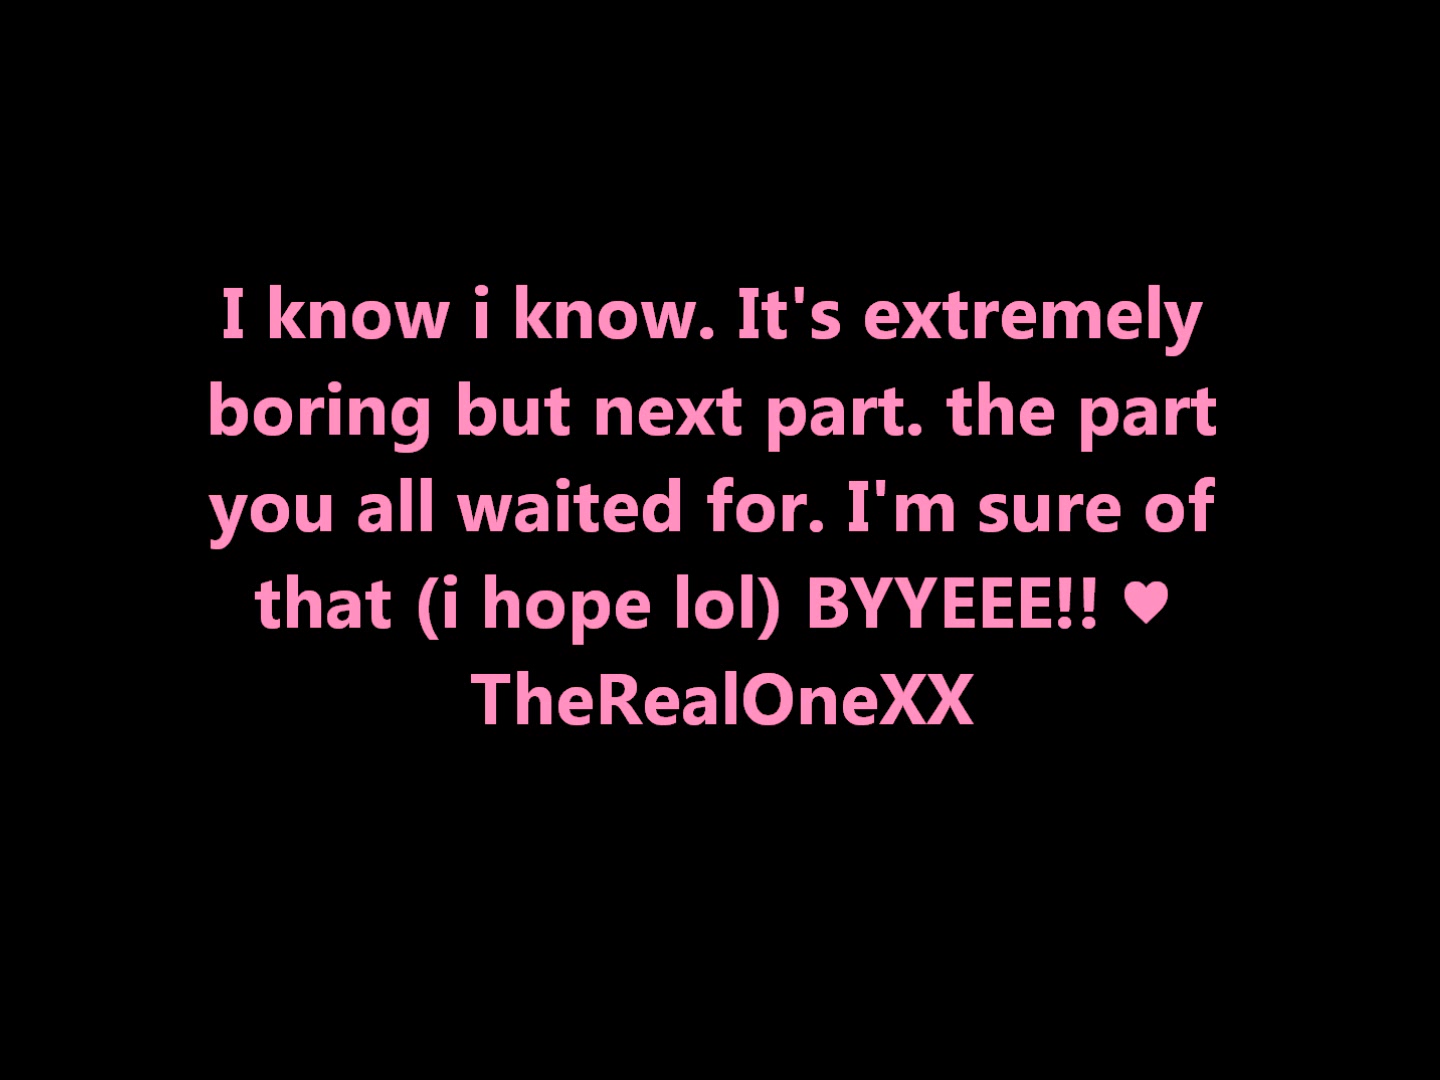 I know i know. It's extremely
boring but next part. the part
you all waited for. I'm sure of
that (i hope lol) BYYEEE!! ♥
TheRealOneXX